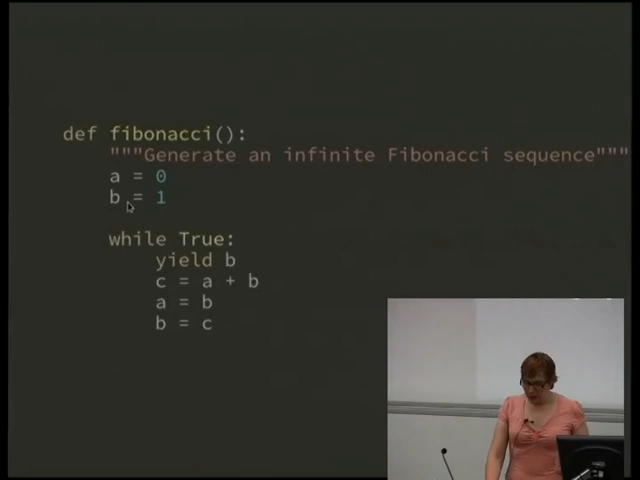 def fibonacci():
"""Generate an infinite Fibonacci sequence"""
a = 0
b = 1
while True:
yield b
c = a + b
a = b
b = c